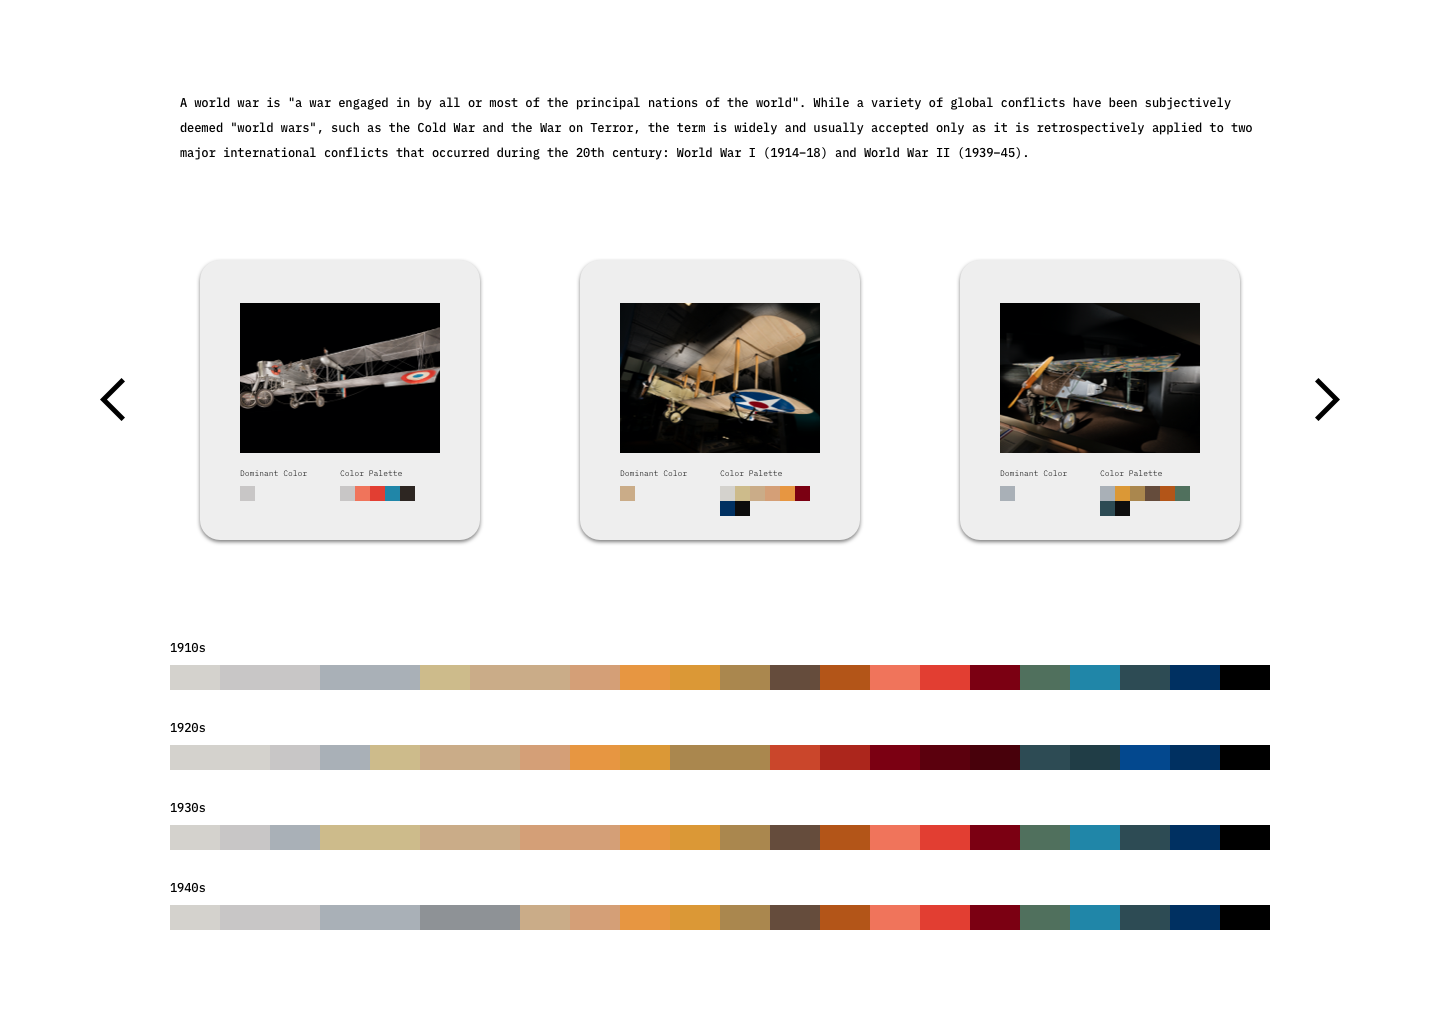 A world war is "a war engaged in by all or most of the principal nations of the world". While a variety of global conflicts have been subjectively
deemed "world wars", such as the Cold War and the War on Terror, the term is widely and usually accepted only as it is retrospectively applied to two
major international conflicts that occurred during the 20th century: World War I (1914–18) and World War II (1939–45).
Dominant Color
Color Palette
Dominant Color
Color Palette
Dominant Color
Color Palette
1910s
1920s
1930s
1940s